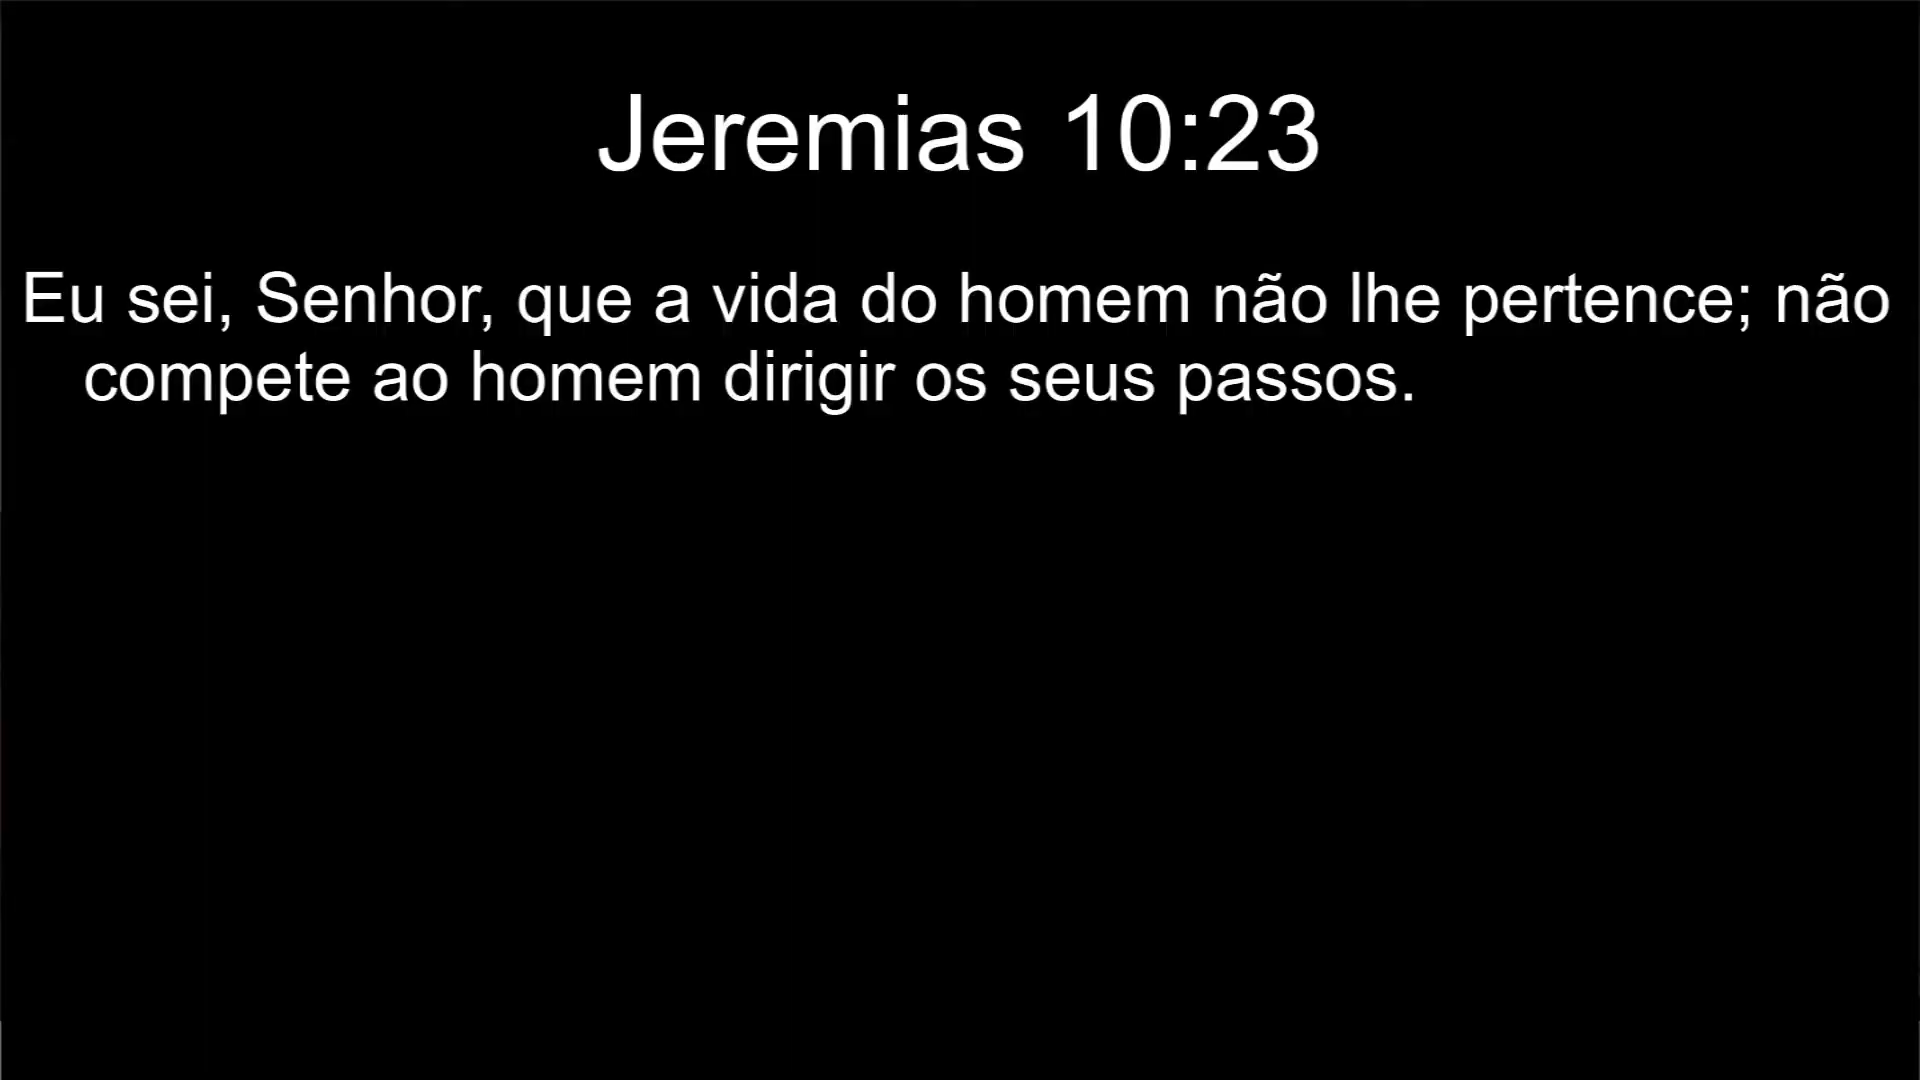 Jeremias 10:23
Eu sei, Senhor, que a vida do homem não lhe pertence; não
compete ao homem dirigir os seus passos.